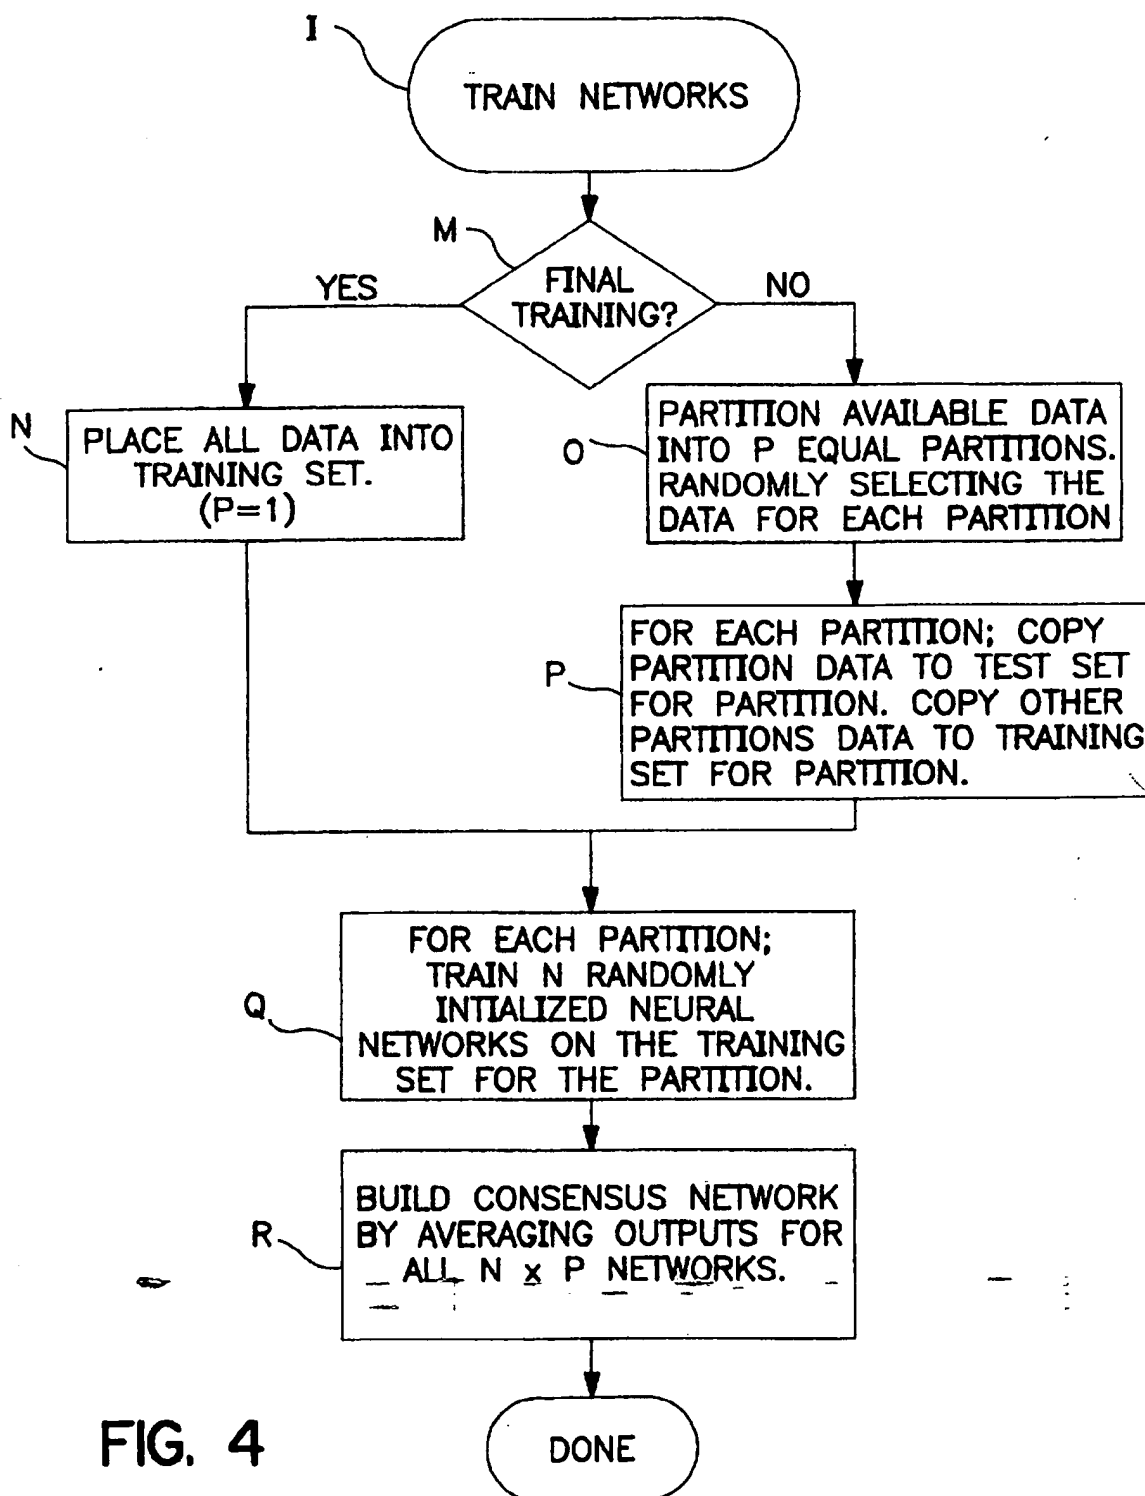 I
TRAIN NETWORKS
M
FINAL
TRAINING?
YES
NO
N
PLACE ALL DATA INTO
TRAINING SET.
(P=1)
O
PARTITION AVAILABLE DATA
INTO P EQUAL PARTITIONS.
RANDOMLY SELECTING THE
DATA FOR EACH PARTITION
P
FOR EACH PARTITION; COPY
PARTITION DATA TO TEST SET
FOR PARTITION. COPY OTHER
PARTITIONS DATA TO TRAINING
SET FOR PARTITION.
Q
FOR EACH PARTITION;
TRAIN N RANDOMLY
INTIALIZED NEURAL
NETWORKS ON THE TRAINING
SET FOR THE PARTITION.
R
BUILD CONSENSUS NETWORK
BY AVERAGING OUTPUTS FOR
ALL N x P NETWORKS.
DONE
FIG. 4